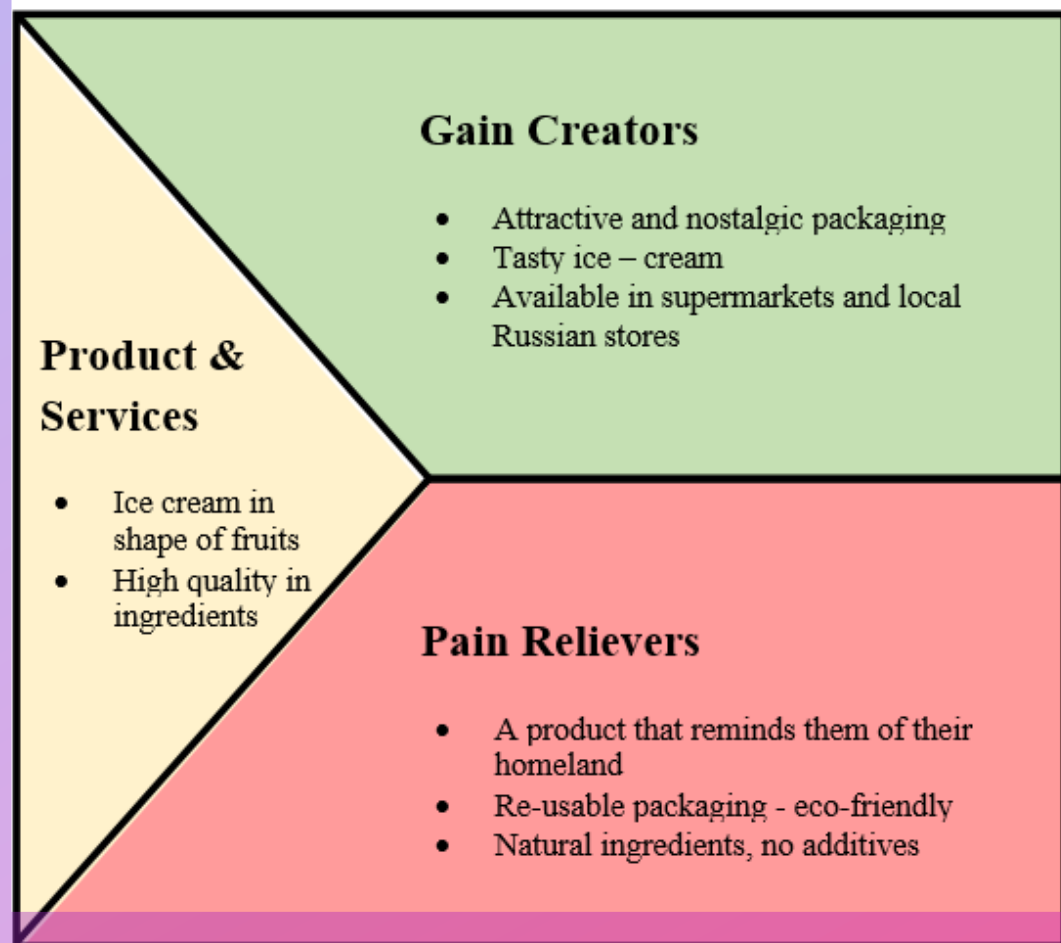 Gain Creators
• Attractive and nostalgic packaging
• Tasty ice – cream
• Available in supermarkets and local
Russian stores
Product &
Services
• Ice cream in
shape of fruits
• High quality in
ingredients
Pain Relievers
• A product that reminds them of their
homeland
• Re-usable packaging - eco-friendly
• Natural ingredients, no additives